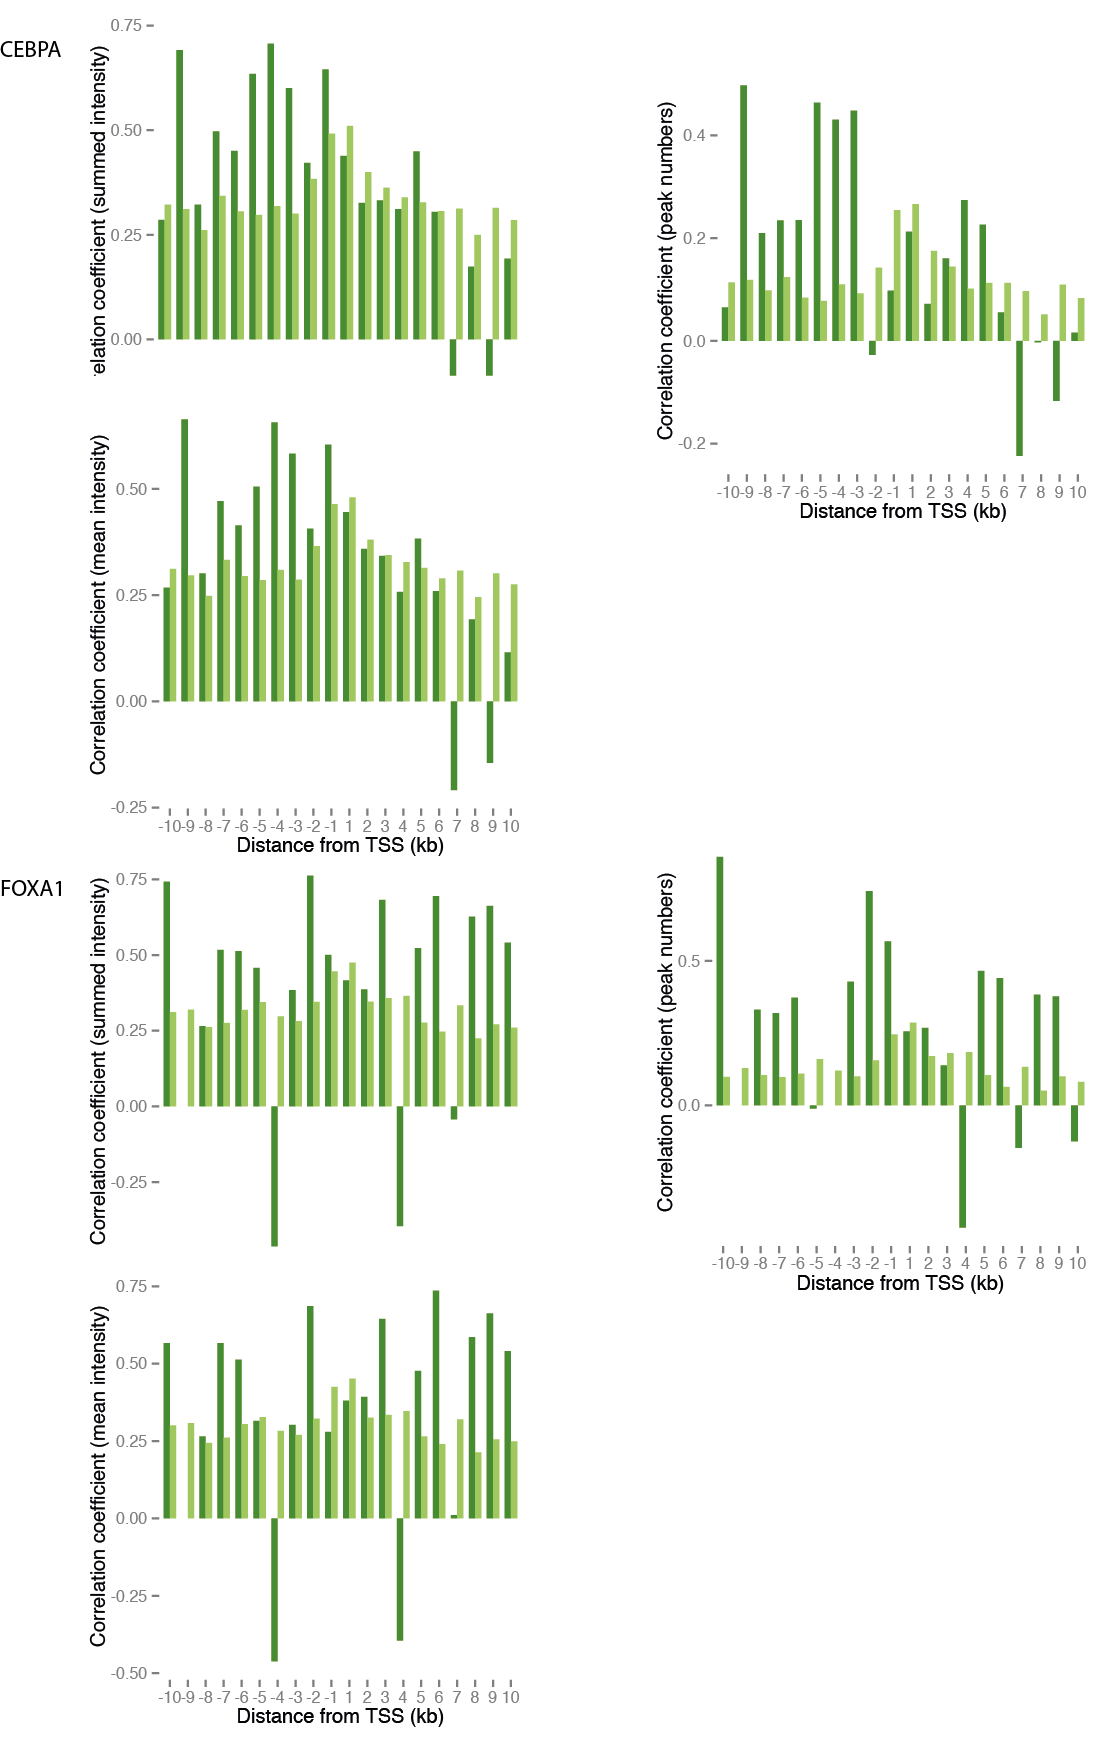 CEBPA
0.75
0.50
0.25
0.00
elation coefficient (summed intensity)
0.4
0.2
0.0
-0.2
Correlation coefficient (peak numbers)
-10 -9 -8 -7 -6 -5 -4 -3 -2 -1 1 2 3 4 5 6 7 8 9 10
Distance from TSS (kb)
0.50
0.25
0.00
-0.25
Correlation coefficient (mean intensity)
-10 -9 -8 -7 -6 -5 -4 -3 -2 -1 1 2 3 4 5 6 7 8 9 10
Distance from TSS (kb)
FOXA1
0.75
0.50
0.25
0.00
-0.25
Correlation coefficient (summed intensity)
0.5
0.0
Correlation coefficient (peak numbers)
-10 -9 -8 -7 -6 -5 -4 -3 -2 -1 1 2 3 4 5 6 7 8 9 10
Distance from TSS (kb)
0.75
0.50
0.25
0.00
-0.25
-0.50
Correlation coefficient (mean intensity)
-10 -9 -8 -7 -6 -5 -4 -3 -2 -1 1 2 3 4 5 6 7 8 9 10
Distance from TSS (kb)